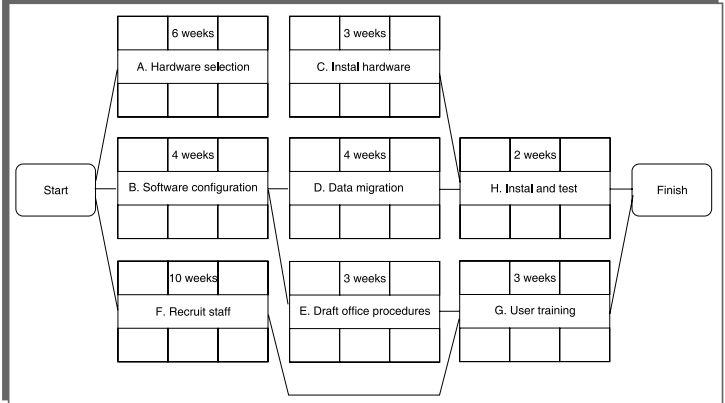 6 weeks
3 weeks
A. Hardware selection
C. Instal hardware
4 weeks
4 weeks
2 weeks
Start
B. Software configuration
D. Data migration
H. Instal and test
Finish
10 weeks
3 weeks
3 weeks
F. Recruit staff
E. Draft office procedures
G. User training